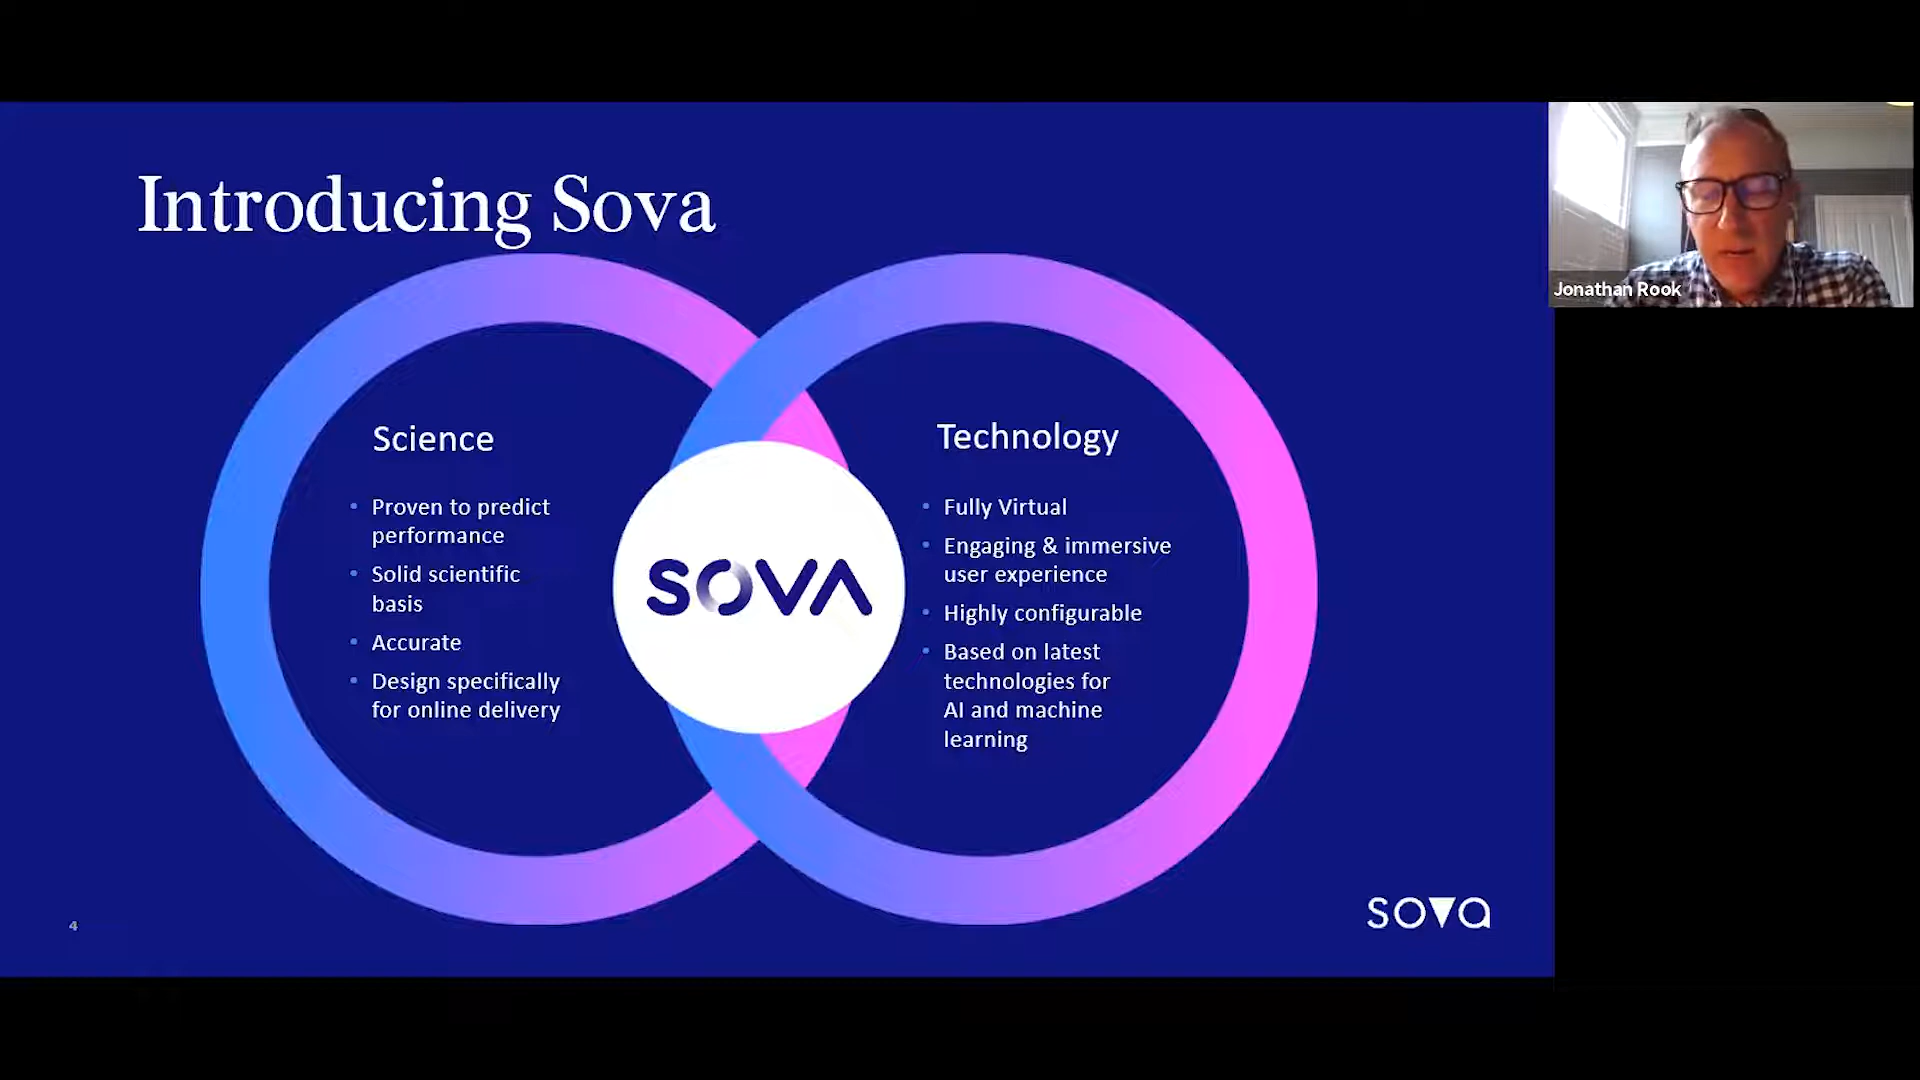 Introducing Sova
Science
Proven to predict
performance
Solid scientific
basis
Accurate
Design specifically
for online delivery
SOVA
Technology
Fully Virtual
Engaging & immersive
user experience
Highly configurable
Based on latest
technologies for
AI and machine
learning
4
sova
Jonathan Rook